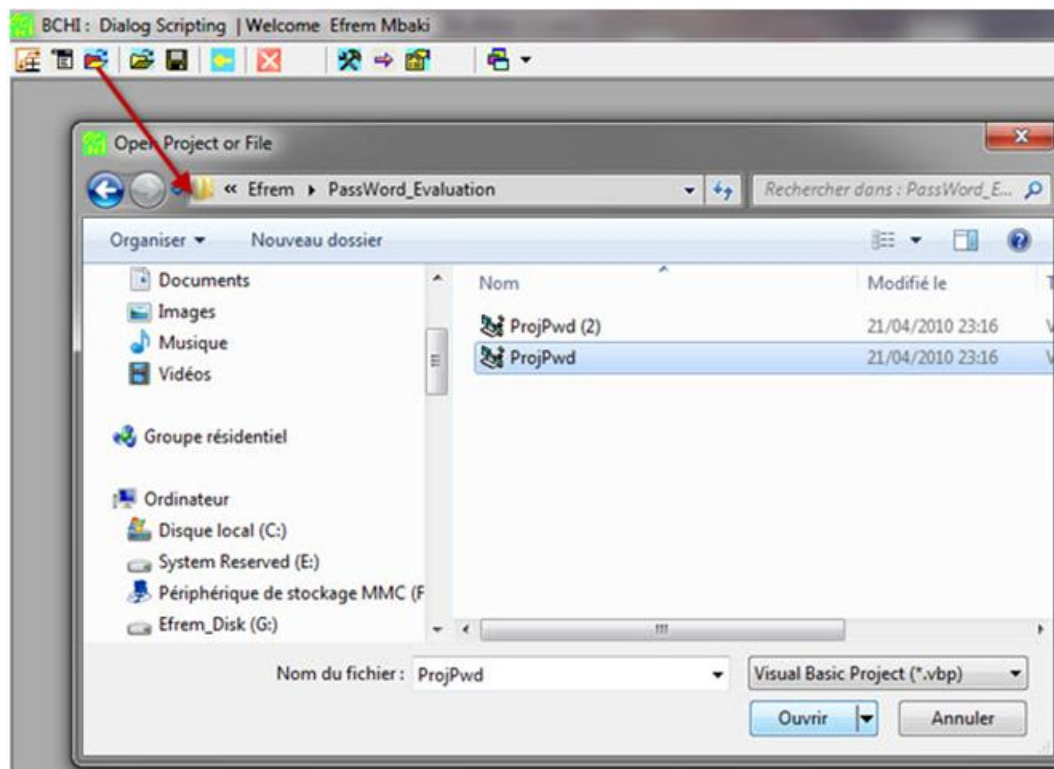 BCHI : Dialog Scripting | Welcome Efrem Mbaki
Open Project or File
« Efrem ▸ PassWord_Evaluation
Rechercher dans : PassWord_E...
Organiser
Nouveau dossier
Documents
Images
Musique
Vidéos
Groupe résidentiel
Ordinateur
Disque local (C:)
System Reserved (E:)
Périphérique de stockage MMC (F
Efrem_Disk (G:)
Nom Modifié le
ProjPwd (2) 21/04/2010 23:16
ProjPwd 21/04/2010 23:16
Nom du fichier : ProjPwd
Visual Basic Project (*.vbp)
Ouvrir Annuler